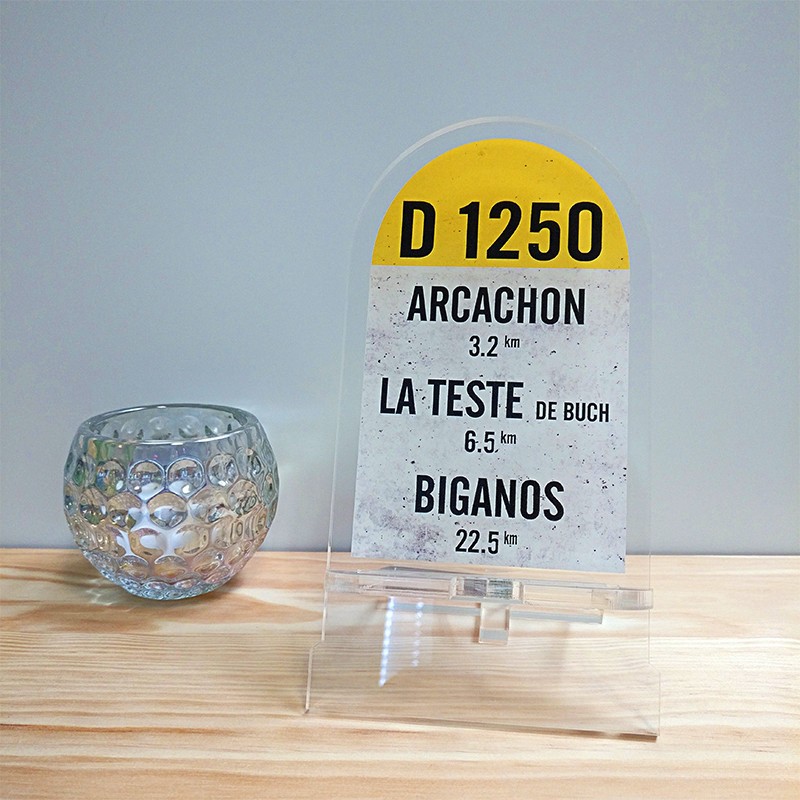 D 1250
ARCACHON
3.2 km
LA TESTE DE BUCH
6.5 km
BIGANOS
22.5 km